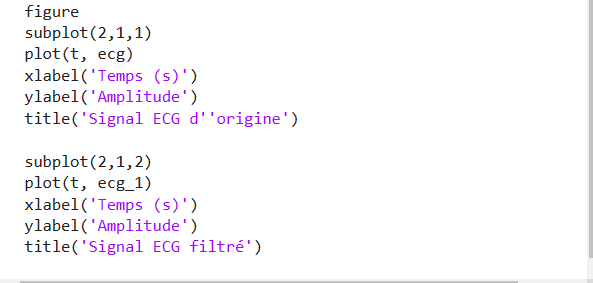 figure
subplot(2,1,1)
plot(t, ecg)
xlabel('Temps (s)')
ylabel('Amplitude')
title('Signal ECG d''origine')
subplot(2,1,2)
plot(t, ecg_1)
xlabel('Temps (s)')
ylabel('Amplitude')
title('Signal ECG filtré')